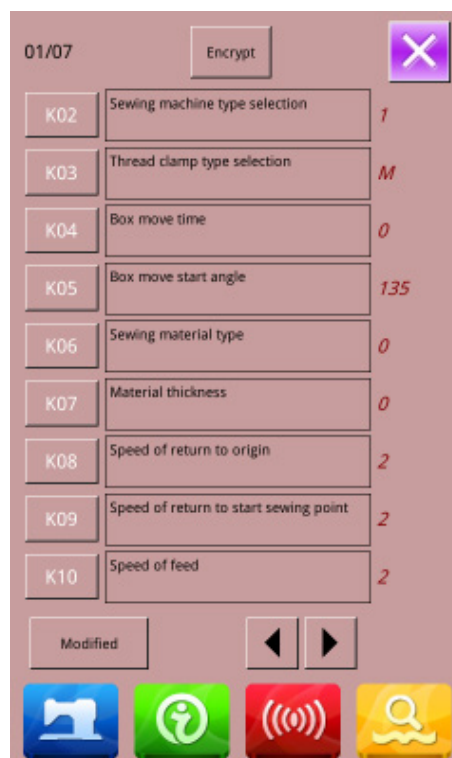 01/07 Encrypt
K02 Sewing machine type selection 1
K03 Thread clamp type selection M
K04 Box move time 0
K05 Box move start angle 135
K06 Sewing material type 0
K07 Material thickness 0
K08 Speed of return to origin 2
K09 Speed of return to start sewing point 2
K10 Speed of feed 2
Modified